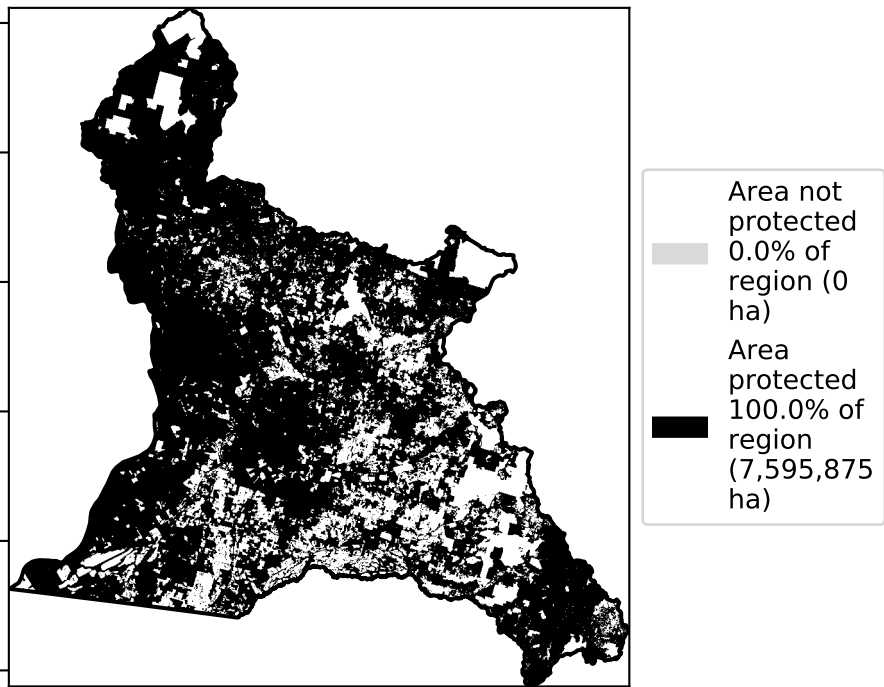 Area not
protected
0.0% of
region (0
ha)
Area
protected
100.0% of
region
(7,595,875
ha)